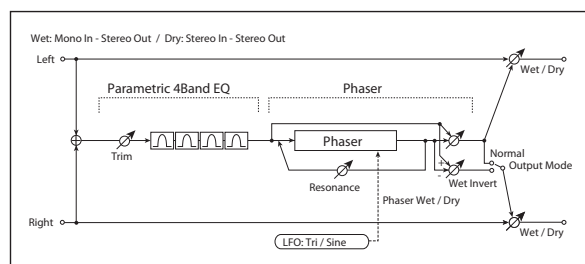 Wet: Mono In - Stereo Out / Dry: Stereo In - Stereo Out
Left
Wet / Dry
Parametric 4Band EQ
Phaser
Trim
Phaser
+
-
Normal
Output Mode
Resonance
Wet Invert
Phaser Wet / Dry
Right
Wet / Dry
LFO: Tri / Sine